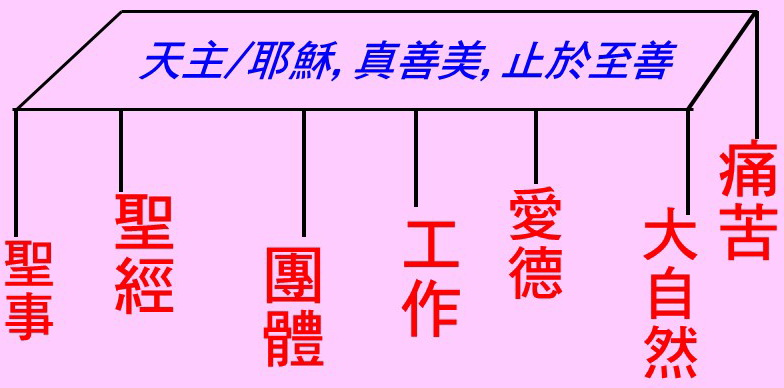 天主/耶穌, 真善美, 止於至善
聖事
聖經
團體
工作
愛德
大自然
痛苦